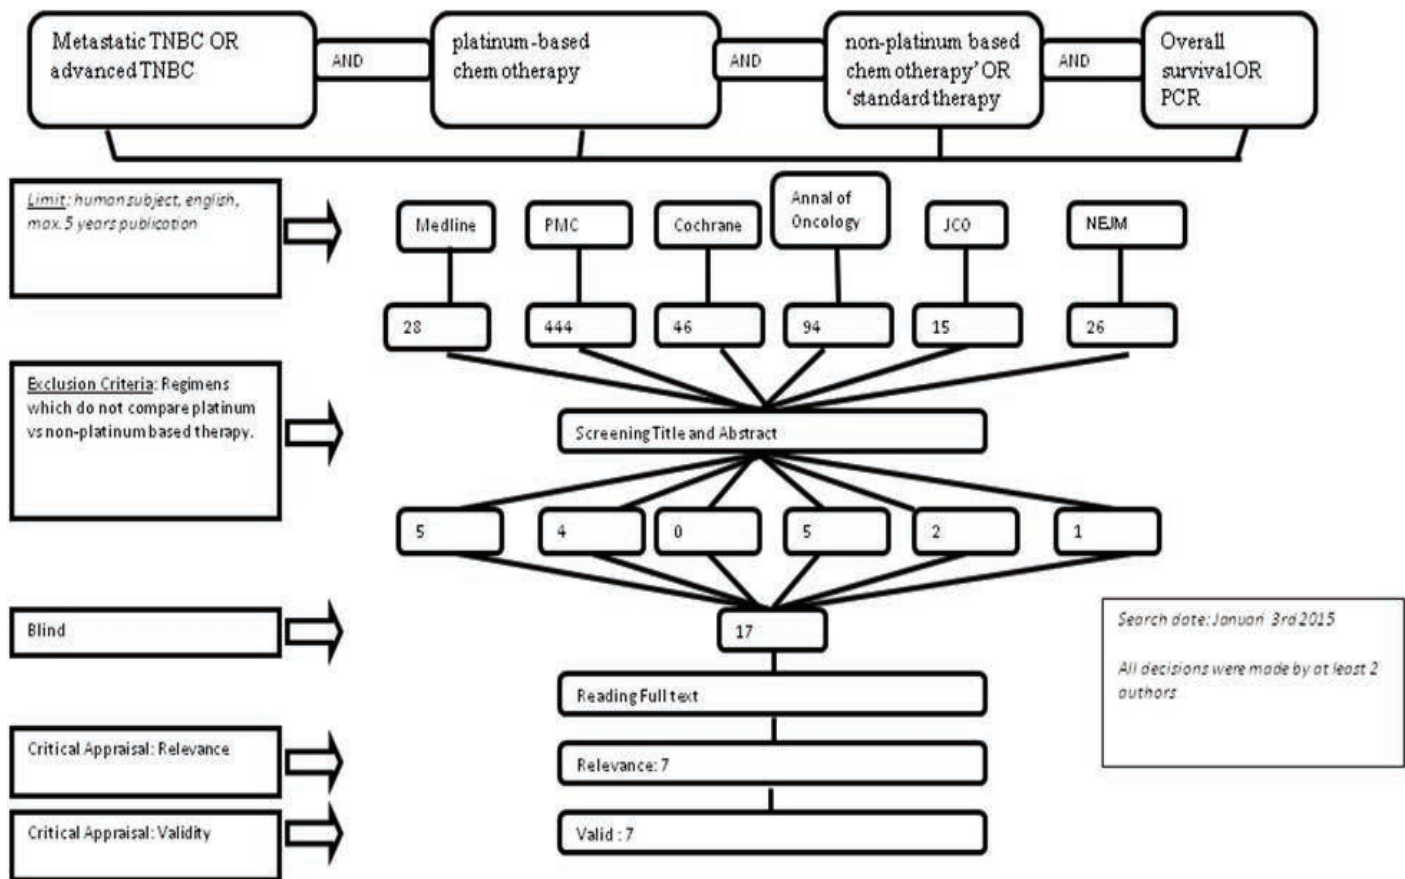 Metastatic TNBC OR
advanced TNBC
AND
platinum-based
chemotherapy
AND
non-platinum based
chemotherapy' OR
'standard therapy
AND
Overall
survival OR
PCR
Limit: human subject, english,
max. 5 years publication
Medline
PMC
Cochrane
Annal of
Oncology
JCO
NEJM
28
444
46
94
15
26
Exclusion Criteria: Regimens
which do not compare platinum
vs non-platinum based therapy.
Screening Title and Abstract
5
4
0
5
2
1
Blind
17
Search date: Januari 3rd 2015
All decisions were made by at least 2
authors
Reading Full text
Critical Appraisal: Relevance
Relevance: 7
Critical Appraisal: Validity
Valid : 7